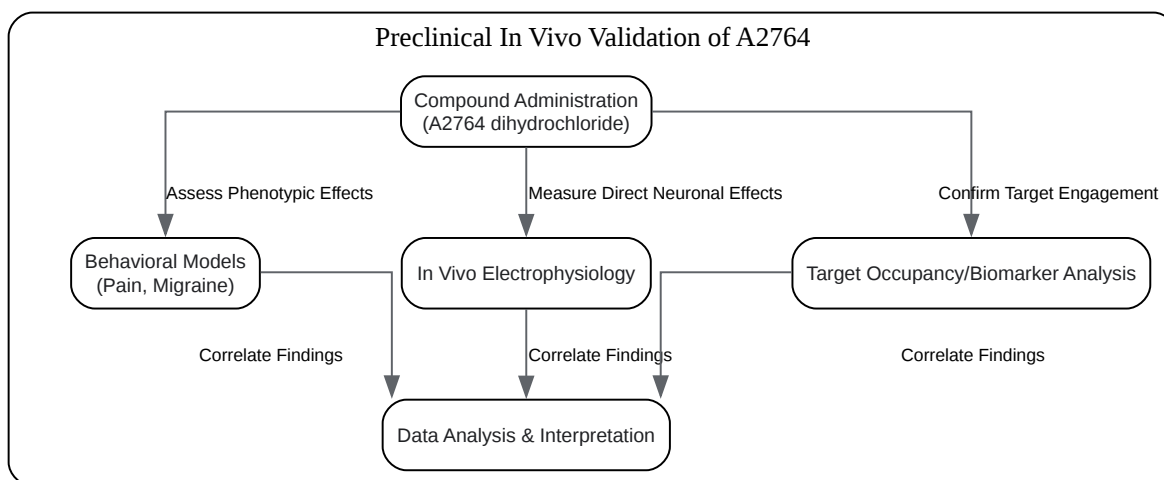 Preclinical In Vivo Validation of A2764
Compound Administration
(A2764 dihydrochloride)
Assess Phenotypic Effects
Measure Direct Neuronal Effects
Confirm Target Engagement
Behavioral Models
(Pain, Migraine)
In Vivo Electrophysiology
Target Occupancy/Biomarker Analysis
Correlate Findings
Correlate Findings
Correlate Findings
Data Analysis & Interpretation